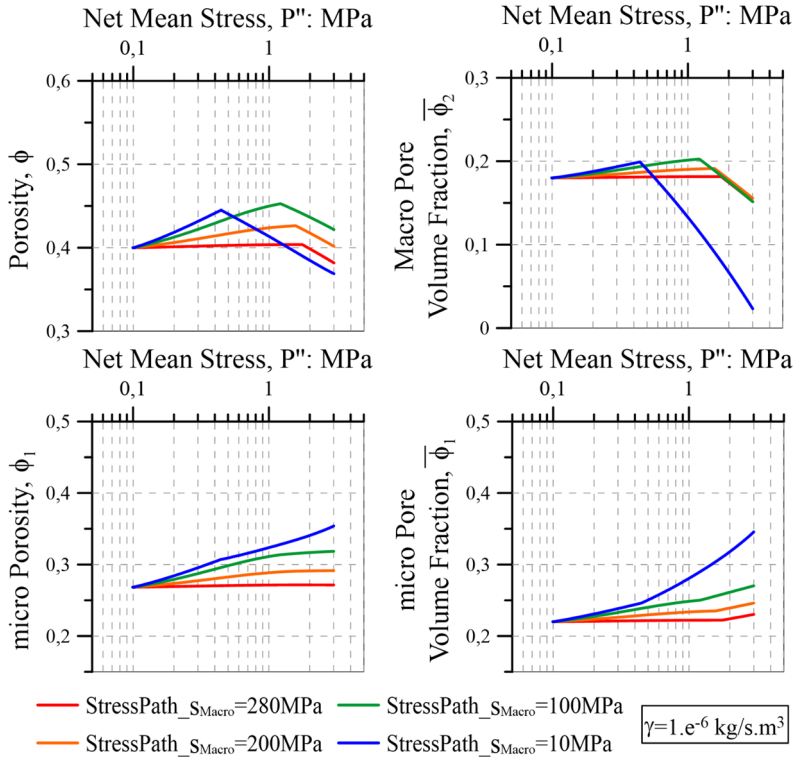 Net Mean Stress, P": MPa
0,1 1
Porosity, ϕ
0,6
0,5
0,4
0,3
Net Mean Stress, P": MPa
0,1 1
Macro Pore
Volume Fraction, ϕ̅₂
0,3
0,2
0,1
0
Net Mean Stress, P": MPa
0,1 1
micro Porosity, ϕ₁
0,5
0,4
0,3
0,2
Net Mean Stress, P": MPa
0,1 1
micro Pore
Volume Fraction, ϕ̅₁
0,5
0,4
0,3
0,2
StressPath_sMacro=280MPa
StressPath_sMacro=100MPa
StressPath_sMacro=200MPa
StressPath_sMacro=10MPa
γ=1.e⁻⁶ kg/s.m³